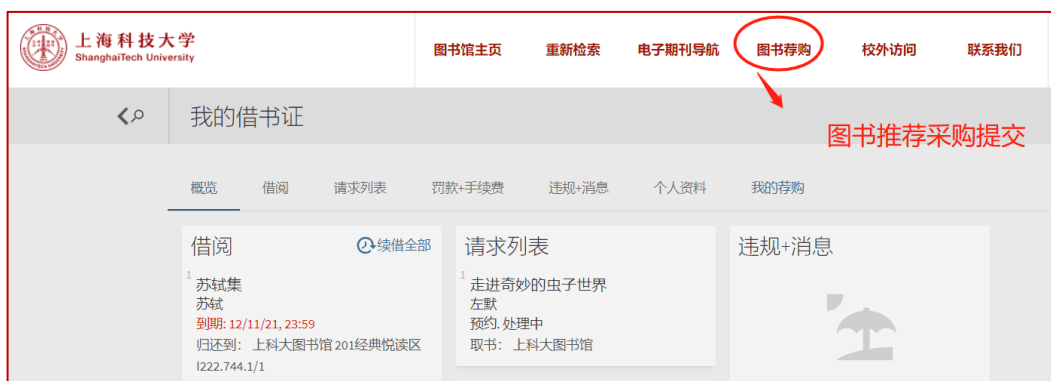 上海科技大学
ShanghaiTech University
图书馆主页 重新检索 电子期刊导航 图书荐购 校外访问 联系我们
我的借书证
图书推荐采购提交
概览 借阅 请求列表 罚款+手续费 违规+消息 个人资料 我的荐购
借阅 续借全部
1
苏轼集
苏轼
到期: 12/11/21, 23:59
归还到： 上科大图书馆 201经典悦读区
I222.744.1/1
请求列表
1
走进奇妙的虫子世界
左默
预约. 处理中
取书： 上科大图书馆
违规+消息